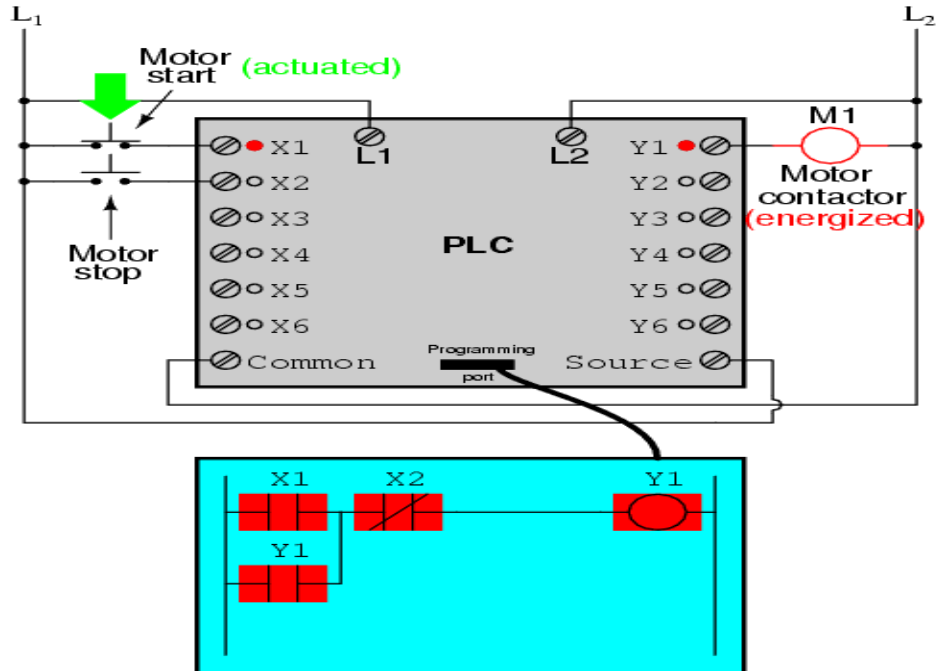 L1 L2
Motor
start (actuated)
M1
X1 L1 L2 Y1
X2 Y2
Motor
contactor
(energized)
X3 Y3
Motor
stop
X4 PLC Y4
X5 Y5
X6 Y6
Common Programming
port Source
X1 X2 Y1
Y1